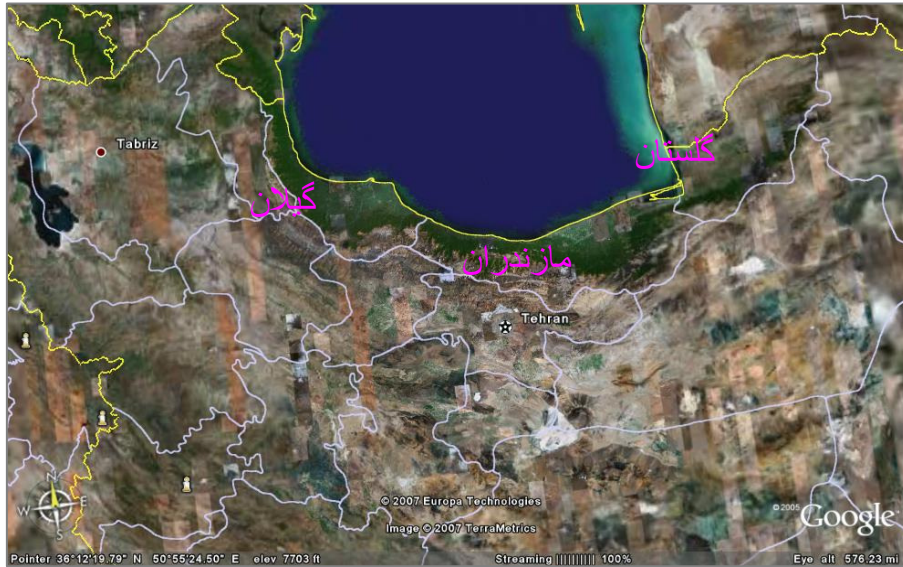 Tabriz
گلستان
گیلان
مازندران
Tehran
N
W E
S
© 2007 Europa Technologies
Image © 2007 TerraMetrics
© 2005 Google
Pointer 36°12'19.79" N 50°55'24.50" E elev 7703 ft Streaming |||||||||| 100% Eye alt 576.23 mi